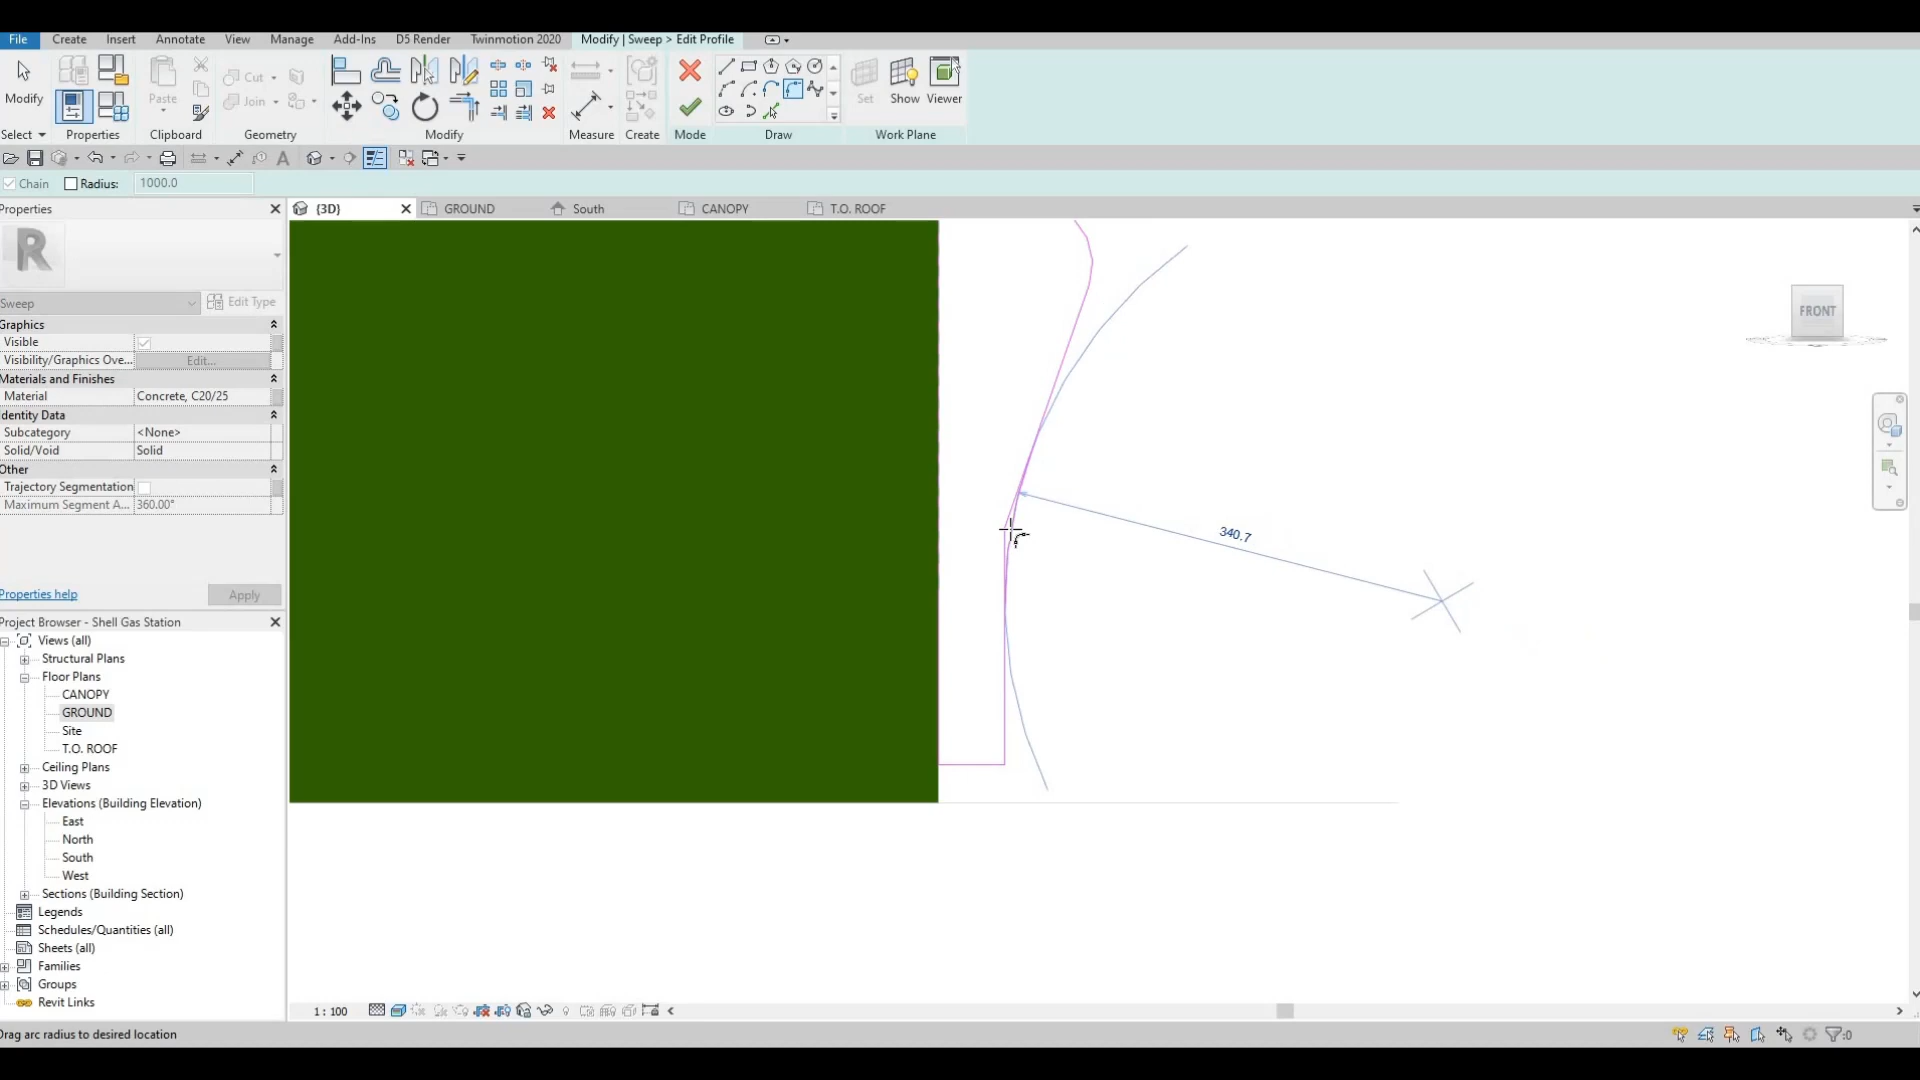 File Create Insert Annotate View Manage Add-Ins D5 Render Twinmotion 2020 Modify | Sweep > Edit Profile
Modify Paste Cut Join Set Show Viewer
Select Properties Clipboard Geometry Modify Measure Create Mode Draw Work Plane
Chain Radius: 1000.0
Properties {3D} GROUND South CANOPY T.O. ROOF
R
Sweep Edit Type
Graphics
Visible
Visibility/Graphics Ove... Edit...
Materials and Finishes
Material Concrete, C20/25
Identity Data
Subcategory <None>
Solid/Void Solid
Other
Trajectory Segmentation
Maximum Segment A... 360.00°
Properties help Apply
Project Browser - Shell Gas Station
Views (all)
Structural Plans
Floor Plans
CANOPY
GROUND
Site
T.O. ROOF
Ceiling Plans
3D Views
Elevations (Building Elevation)
East
North
South
West
Sections (Building Section)
Legends
Schedules/Quantities (all)
Sheets (all)
Families
Groups
Revit Links
340.7
FRONT
1 : 100
Drag arc radius to desired location
:0